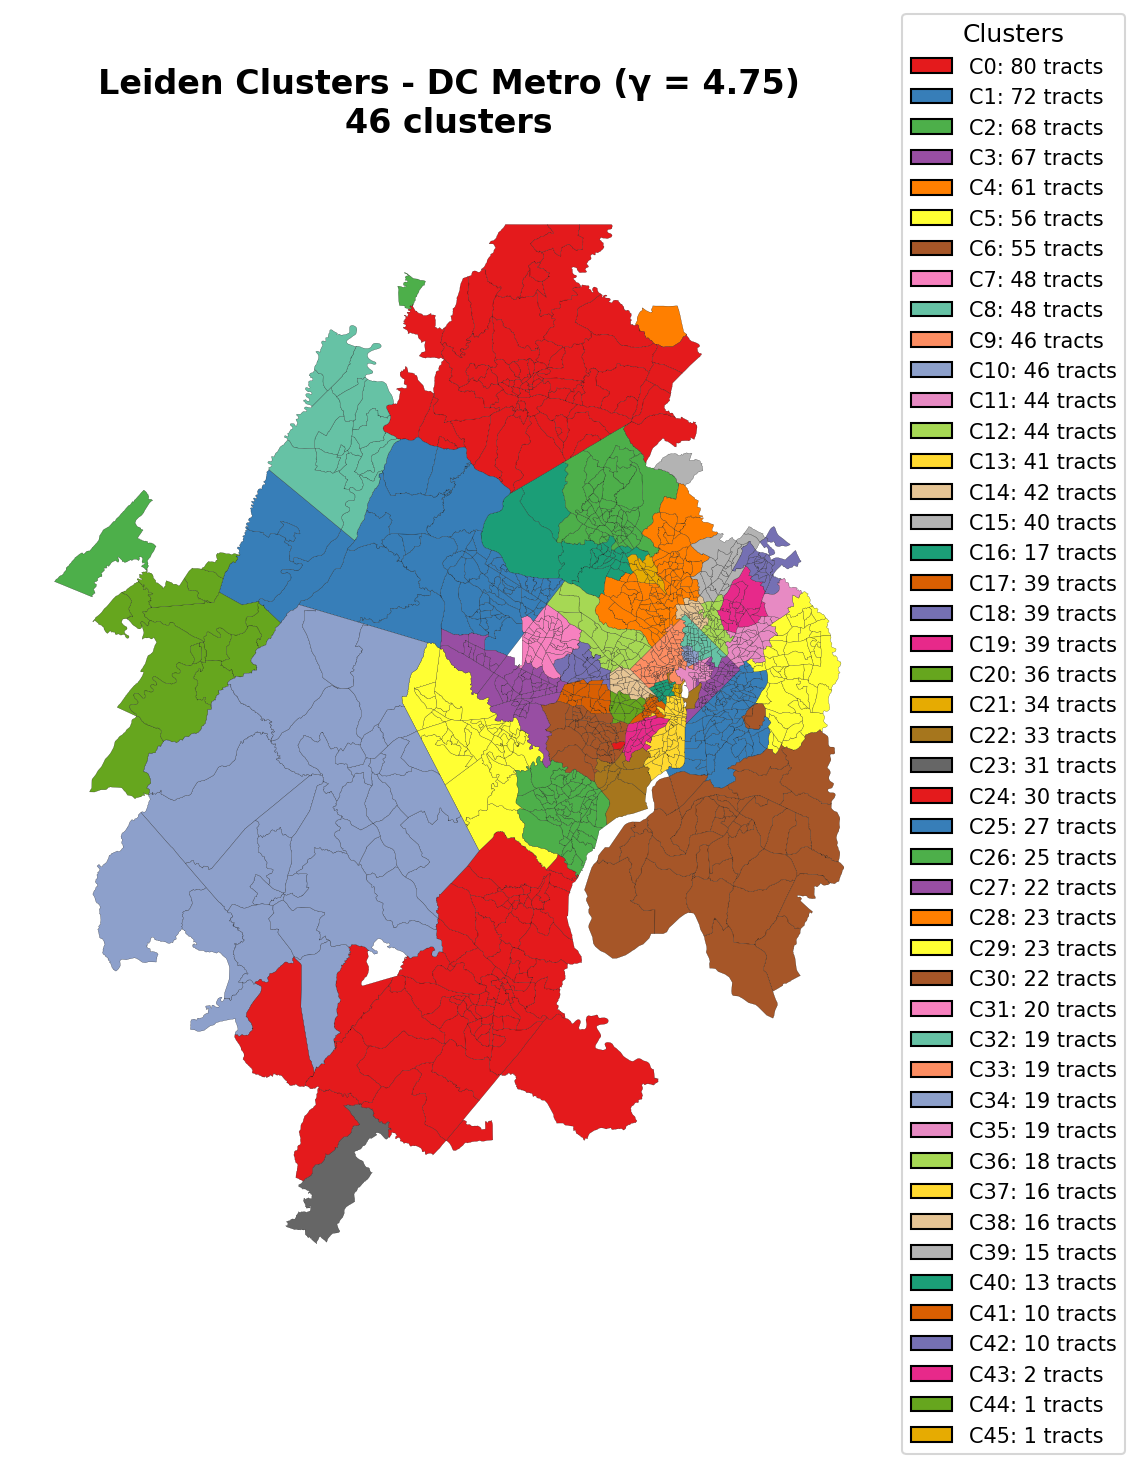 Leiden Clusters - DC Metro (γ = 4.75)
46 clusters
Clusters
C0: 80 tracts
C1: 72 tracts
C2: 68 tracts
C3: 67 tracts
C4: 61 tracts
C5: 56 tracts
C6: 55 tracts
C7: 48 tracts
C8: 48 tracts
C9: 46 tracts
C10: 46 tracts
C11: 44 tracts
C12: 44 tracts
C13: 41 tracts
C14: 42 tracts
C15: 40 tracts
C16: 17 tracts
C17: 39 tracts
C18: 39 tracts
C19: 39 tracts
C20: 36 tracts
C21: 34 tracts
C22: 33 tracts
C23: 31 tracts
C24: 30 tracts
C25: 27 tracts
C26: 25 tracts
C27: 22 tracts
C28: 23 tracts
C29: 23 tracts
C30: 22 tracts
C31: 20 tracts
C32: 19 tracts
C33: 19 tracts
C34: 19 tracts
C35: 19 tracts
C36: 18 tracts
C37: 16 tracts
C38: 16 tracts
C39: 15 tracts
C40: 13 tracts
C41: 10 tracts
C42: 10 tracts
C43: 2 tracts
C44: 1 tracts
C45: 1 tracts